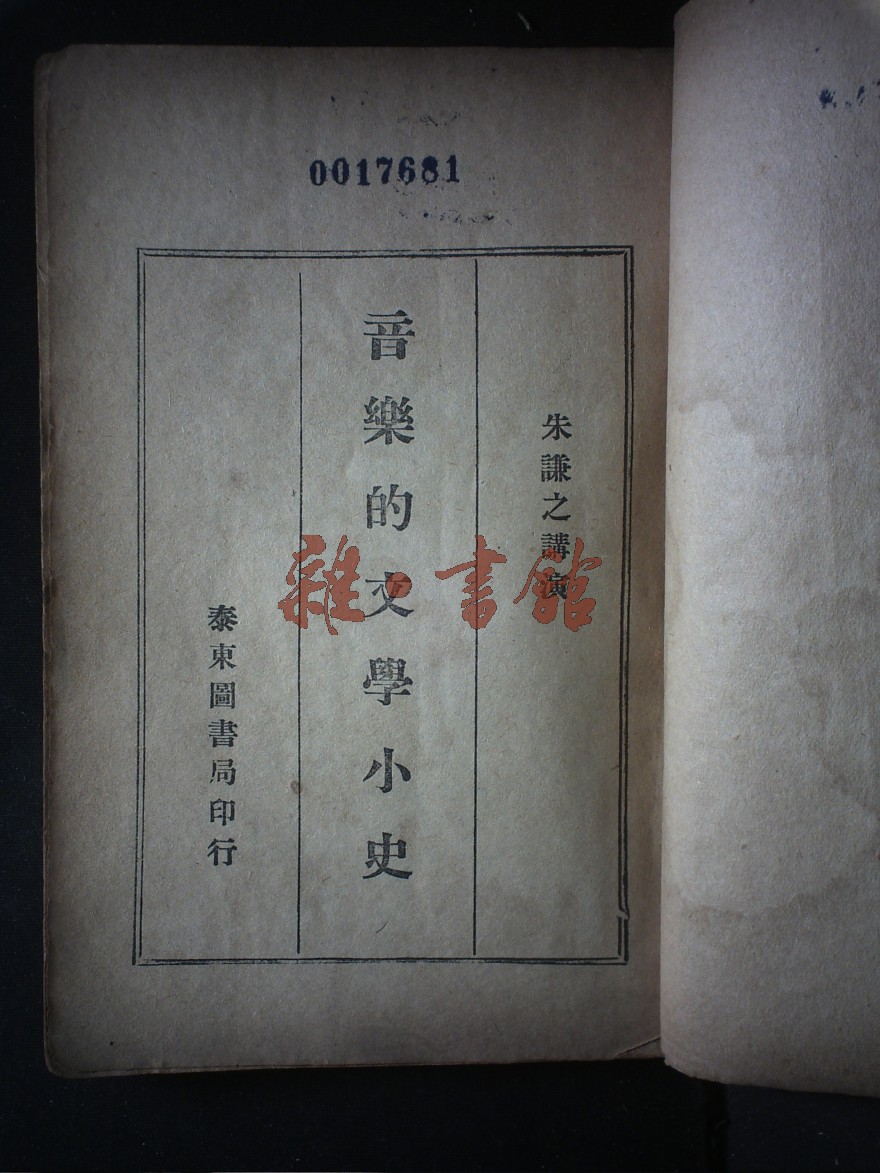 0017681
朱謙之講演
音樂的文學小史
泰東圖書局印行
雜〻書館